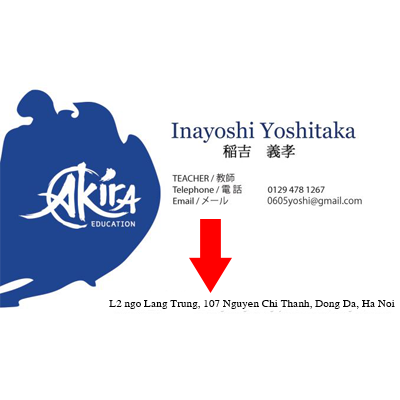 Akira
EDUCATION
Inayoshi Yoshitaka
稲吉 義孝
TEACHER / 教師
Telephone / 電 話 0129 478 1267
Email / メール 0605yoshi@gmail.com
L2 ngo Lang Trung, 107 Nguyen Chi Thanh, Dong Da, Ha Noi